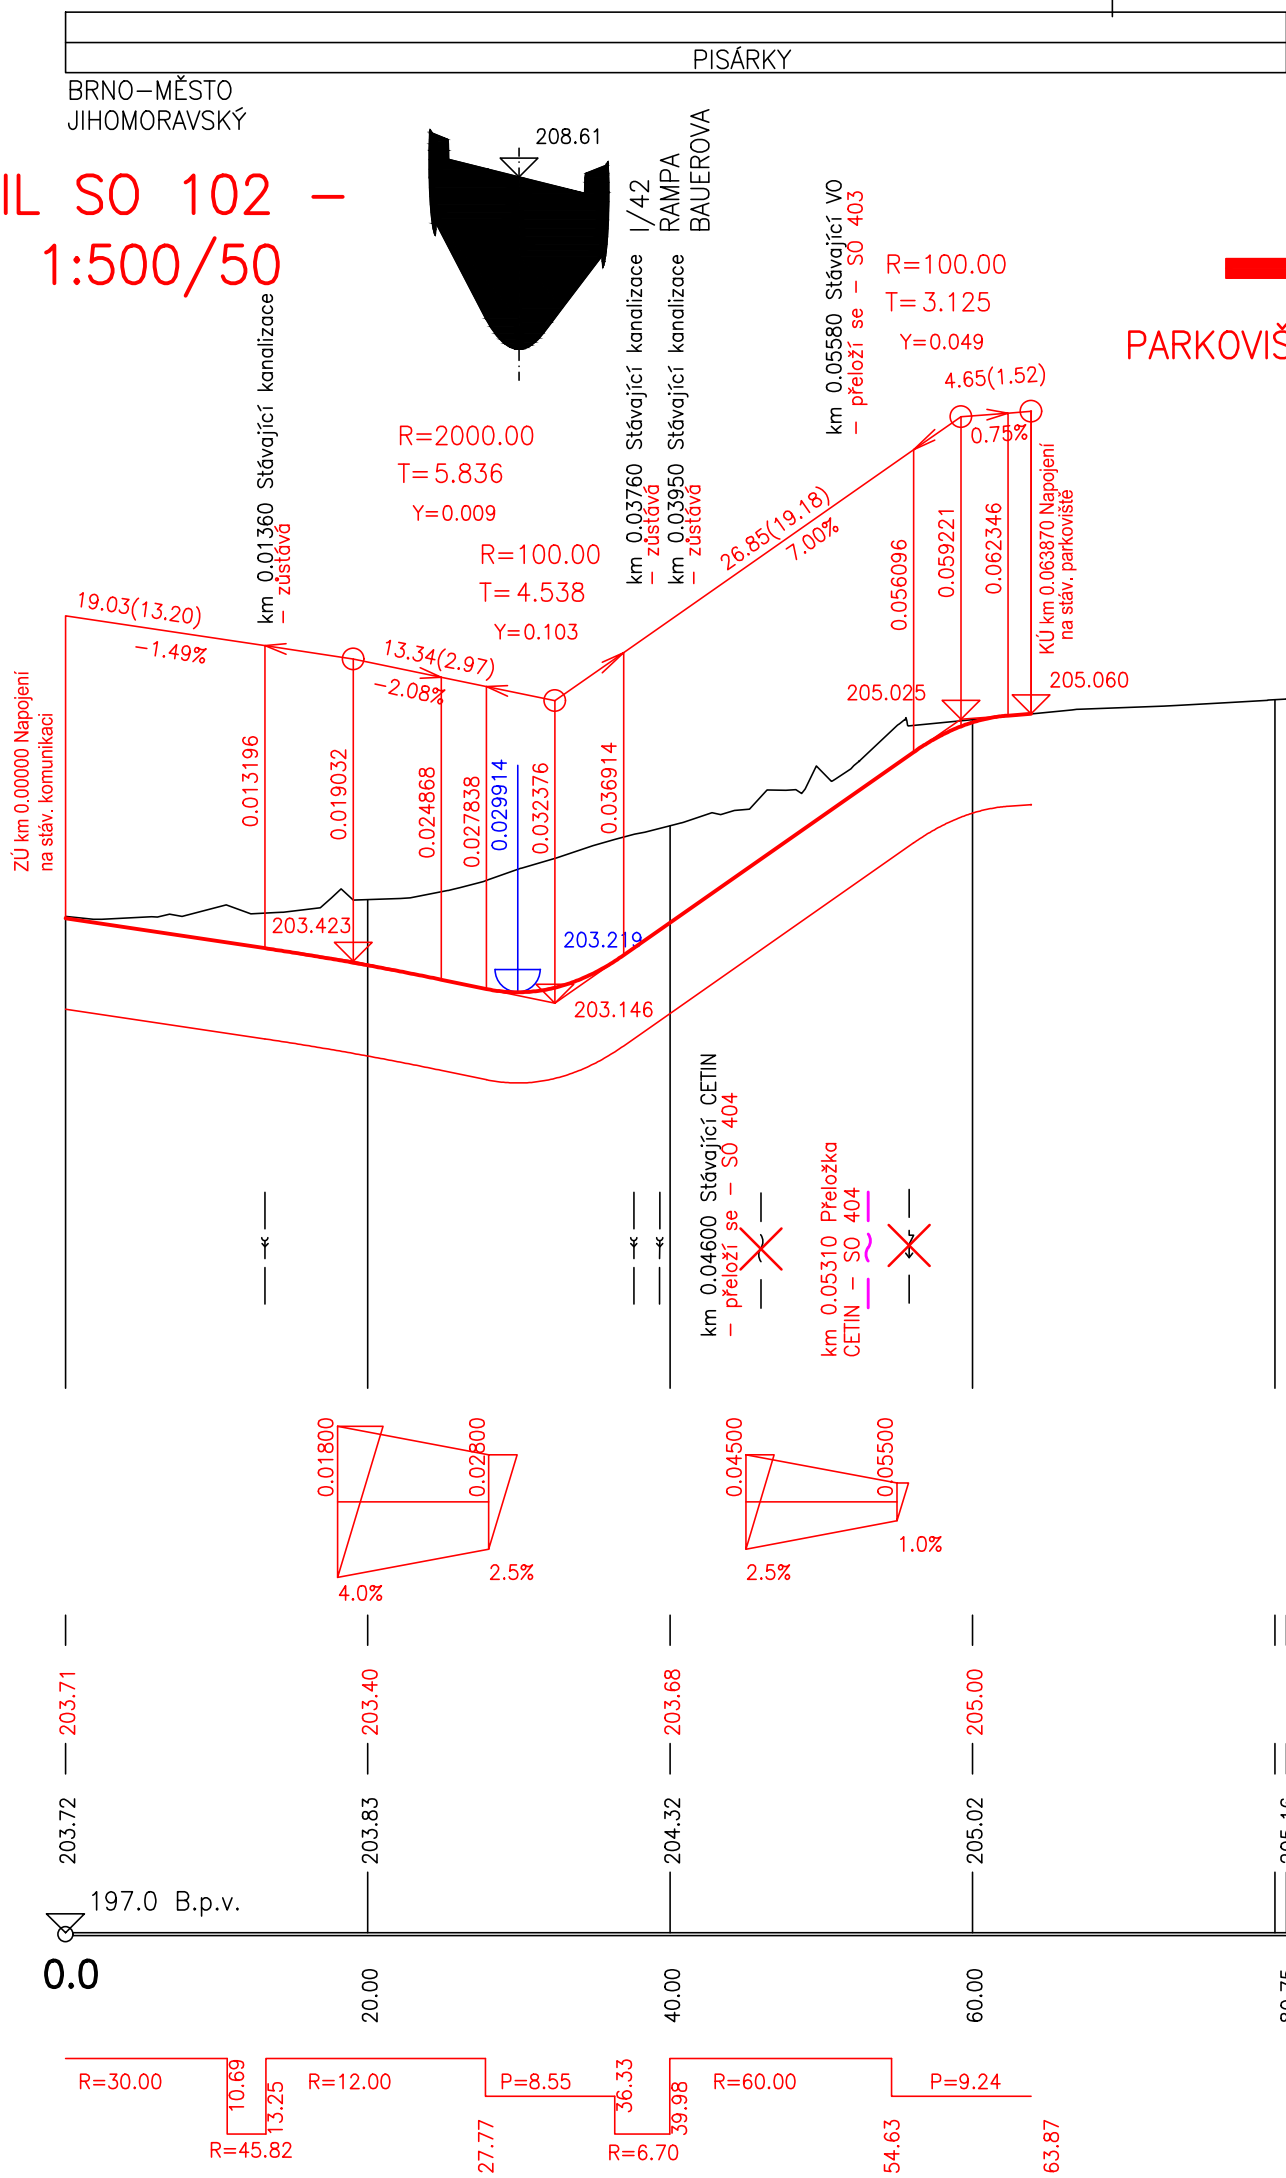 PISÁRKY
BRNO-MĚSTO
JIHOMORAVSKÝ
IL SO 102 -
1:500/50
208.61
I/42
RAMPA
BAUEROVA
km 0.01360 Stávající kanalizace
- zůstává
km 0.03760 Stávající kanalizace
- zůstává
km 0.03950 Stávající kanalizace
- zůstává
km 0.05580 Stávající VO
- přeloží se - SO 403
R=100.00
T=3.125
Y=0.049
PARKOVIŠ
4.65(1.52)
0.75%
R=2000.00
T=5.836
Y=0.009
R=100.00
T=4.538
Y=0.103
26.85(19.18)
7.00%
19.03(13.20)
-1.49%
13.34(2.97)
-2.08%
ZÚ km 0.00000 Napojení
na stáv. komunikaci
0.013196
0.019032
0.024868
0.027838
0.029914
0.032376
0.036914
0.056096
0.059221
0.062346
KÚ km 0.063870 Napojení
na stáv. parkoviště
205.025
205.060
203.423
203.219
203.146
km 0.04600 Stávající CETIN
- přeloží se - SO 404
km 0.05310 Přeložka
CETIN - SO 404
0.01800
0.02800
0.04500
0.05500
4.0%
2.5%
2.5%
1.0%
203.71
203.40
203.68
205.00
203.72
203.83
204.32
205.02
197.0 B.p.v.
0.0
20.00
40.00
60.00
R=30.00
10.69
13.25
R=12.00
P=8.55
36.33
39.98
R=60.00
P=9.24
R=45.82
27.77
R=6.70
54.63
63.87